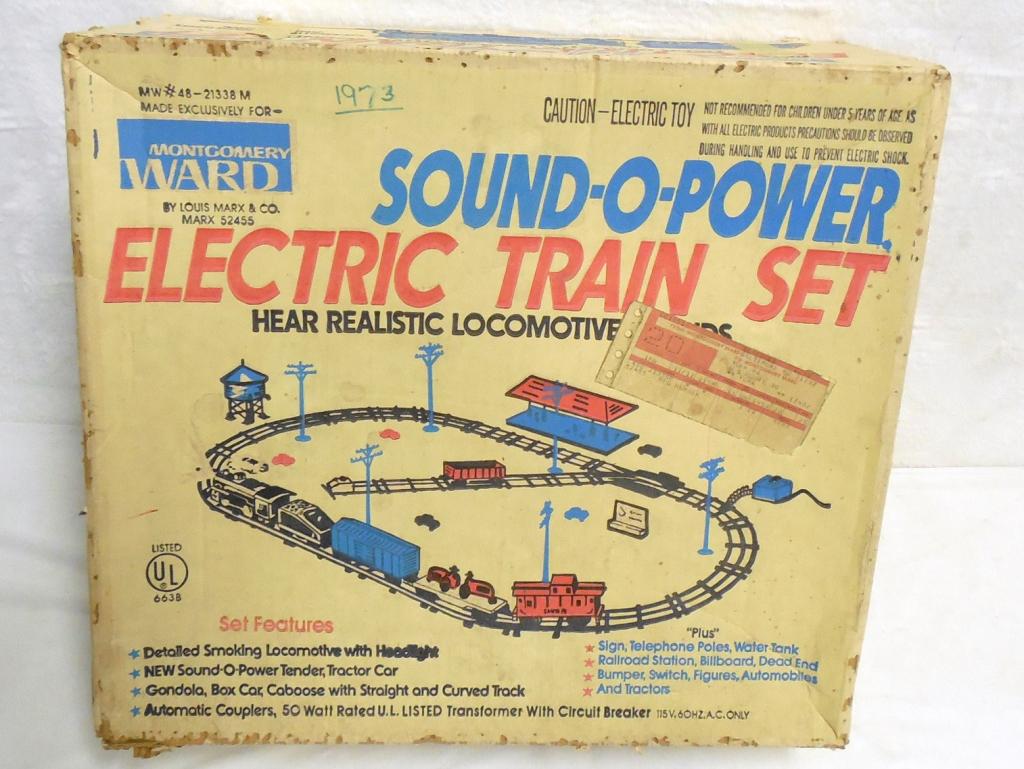 MW#48-21338 M
MADE EXCLUSIVELY FOR-
1973
MONTGOMERY
WARD
BY LOUIS MARX & CO.
MARX 52455
CAUTION-ELECTRIC TOY
NOT RECOMMENDED FOR CHILDREN UNDER 5 YEARS OF AGE. AS
WITH ALL ELECTRIC PRODUCTS PRECAUTIONS SHOULD BE OBSERVED
DURING HANDLING AND USE TO PREVENT ELECTRIC SHOCK.
SOUND-O-POWER
ELECTRIC TRAIN SET
HEAR REALISTIC LOCOMOTIVE
20
SANTA FE
LISTED
UL
®
663B
Set Features
★ Detailed Smoking Locomotive with Headlight
★ NEW Sound-O-Power Tender, Tractor Car
★ Gondola, Box Car, Caboose with Straight and Curved Track
★ Automatic Couplers, 50 Watt Rated U.L. LISTED Transformer With Circuit Breaker 115V. 60HZ. A.C. ONLY
"Plus"
★ Sign, Telephone Poles, Water Tank
★ Railroad Station, Billboard, Dead End
★ Bumper, Switch, Figures, Automobiles
★ And Tractors